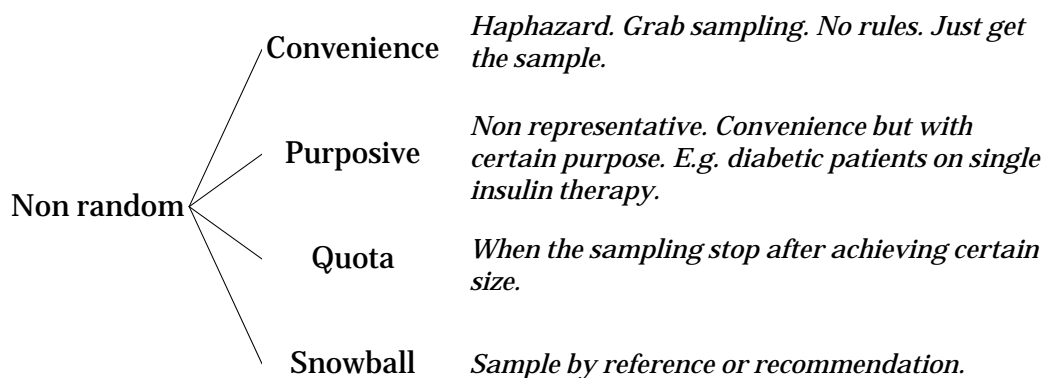 Non random
Convenience
Haphazard. Grab sampling. No rules. Just get
the sample.
Purposive
Non representative. Convenience but with
certain purpose. E.g. diabetic patients on single
insulin therapy.
Quota
When the sampling stop after achieving certain
size.
Snowball
Sample by reference or recommendation.